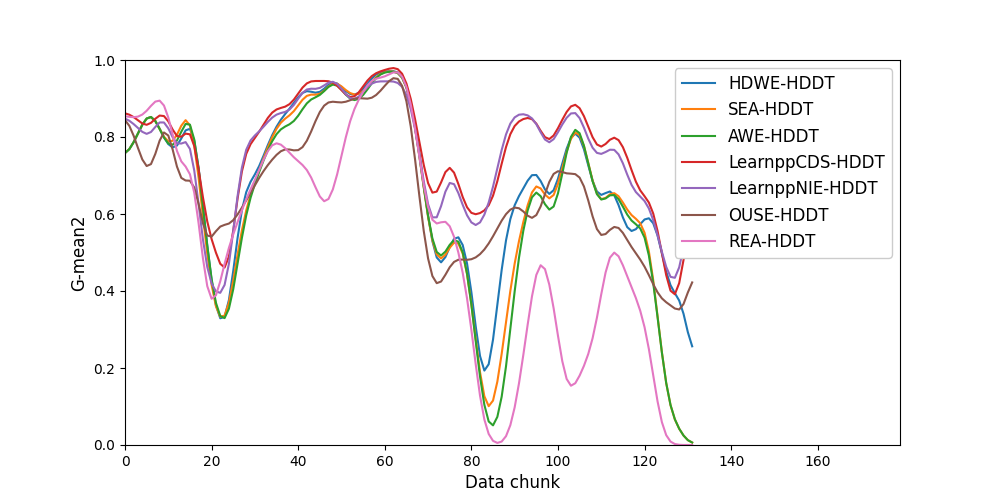 1.0
0.8
0.6
0.4
0.2
0.0
G-mean2
0
20
40
60
80
100
120
140
160
Data chunk
HDWE-HDDT
SEA-HDDT
AWE-HDDT
LearnppCDS-HDDT
LearnppNIE-HDDT
OUSE-HDDT
REA-HDDT